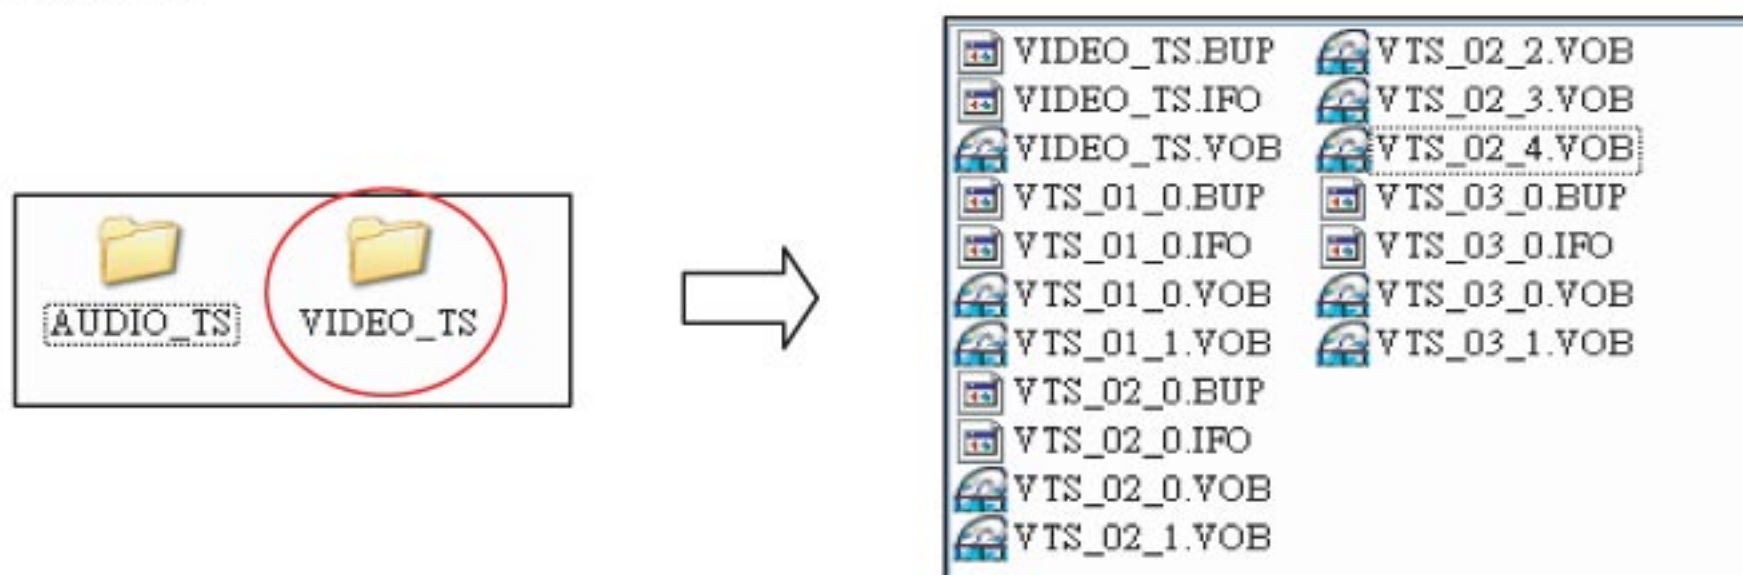 AUDIO_TS
VIDEO_TS
VIDEO_TS.BUP
VIDEO_TS.IFO
VIDEO_TS.VOB
VTS_01_0.BUP
VTS_01_0.IFO
VTS_01_0.VOB
VTS_01_1.VOB
VTS_02_0.BUP
VTS_02_0.IFO
VTS_02_0.VOB
VTS_02_1.VOB
VTS_02_2.VOB
VTS_02_3.VOB
VTS_02_4.VOB
VTS_03_0.BUP
VTS_03_0.IFO
VTS_03_0.VOB
VTS_03_1.VOB